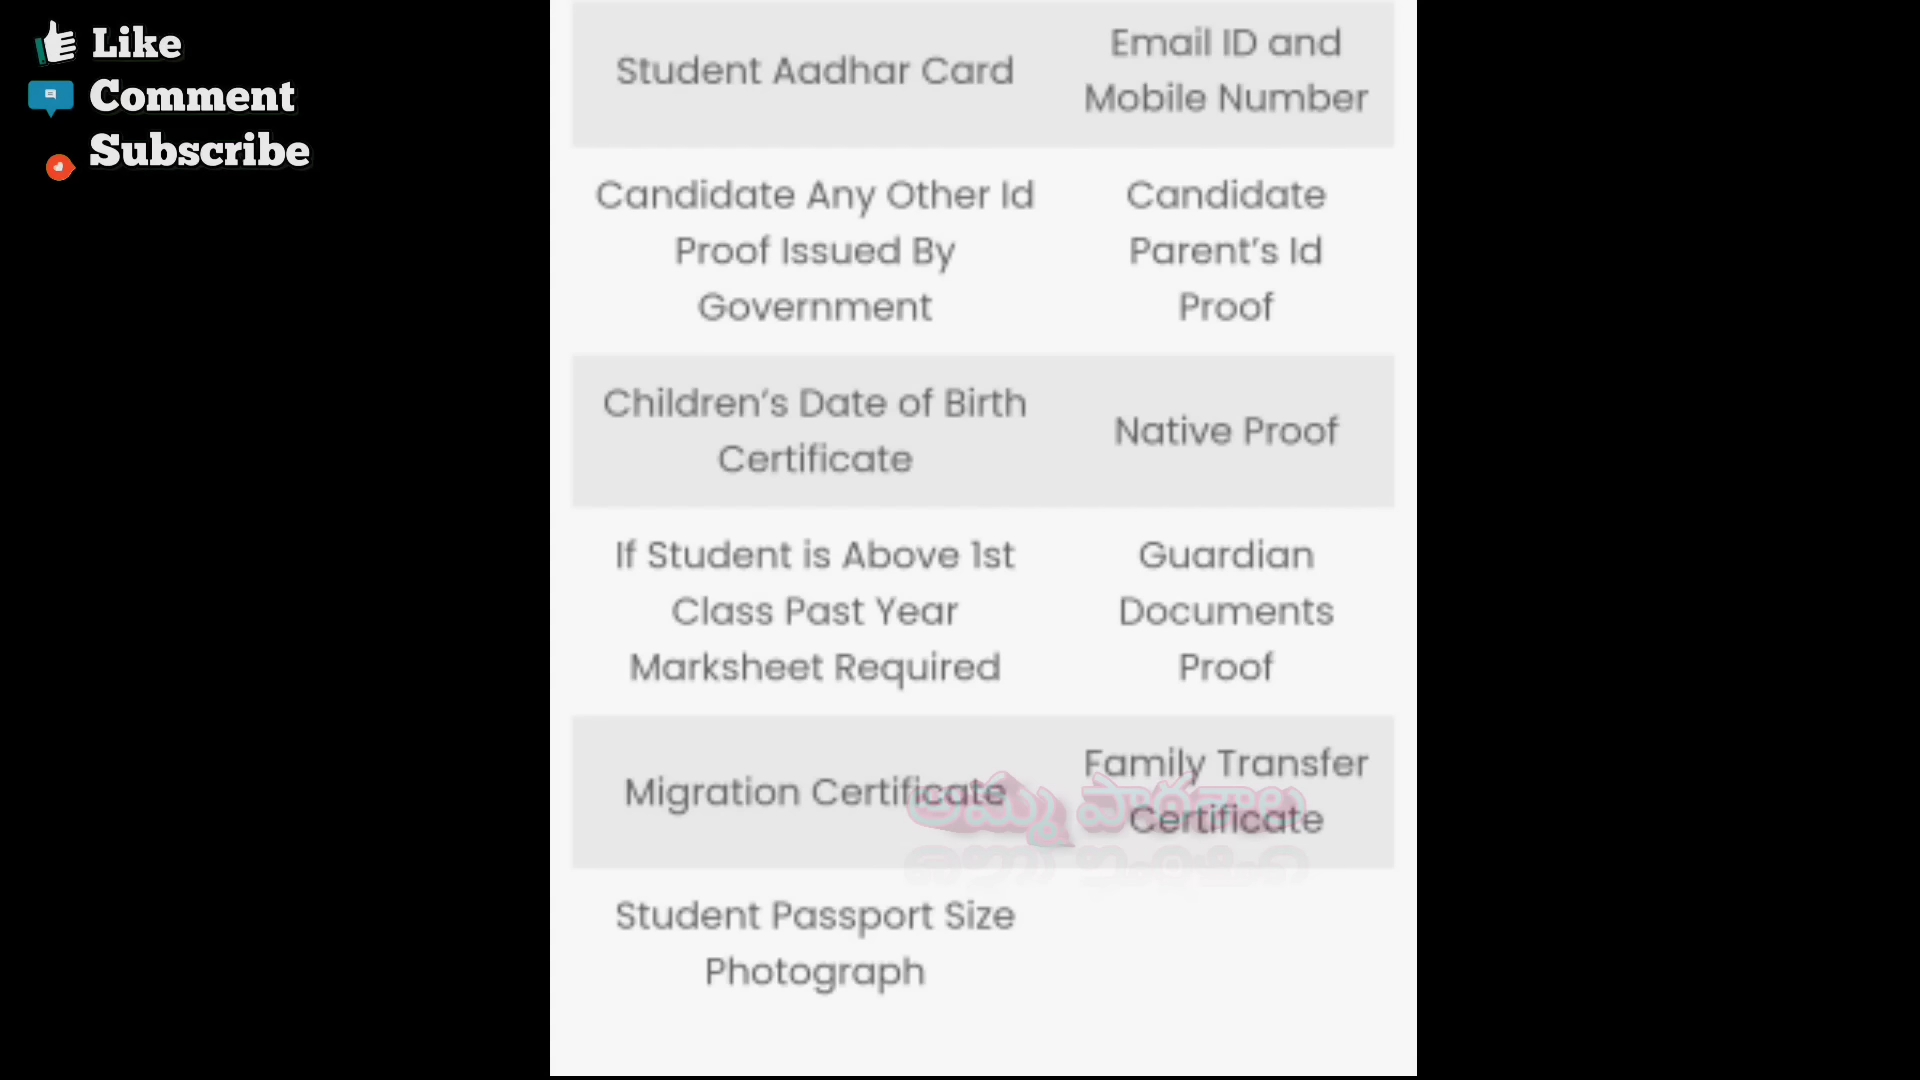 Like
Comment
Subscribe
Student Aadhar Card
Email ID and
Mobile Number
Candidate Any Other Id
Proof Issued By
Government
Candidate
Parent’s Id
Proof
Children’s Date of Birth
Certificate
Native Proof
If Student is Above 1st
Class Past Year
Marksheet Required
Guardian
Documents
Proof
Migration Certificate
Family Transfer
Certificate
అమ్మ పాఠశాల
Student Passport Size
Photograph